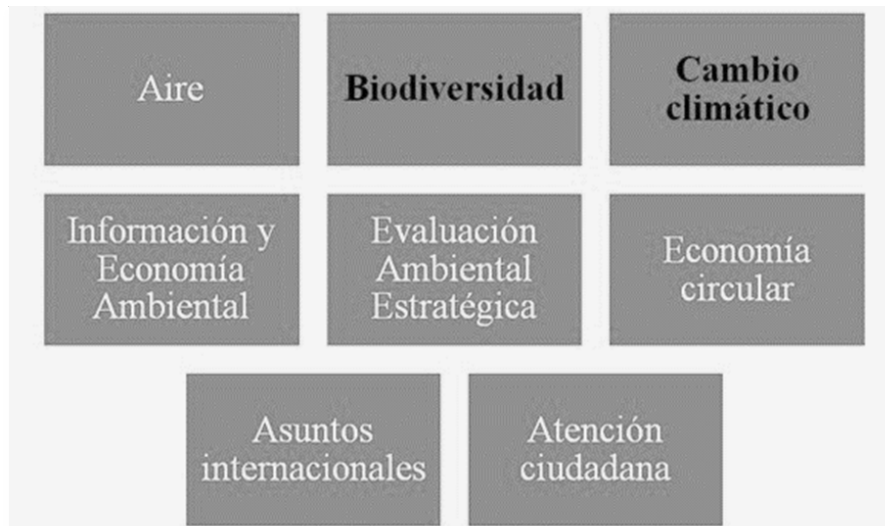 Aire
Biodiversidad
Cambio
climático
Información y
Economía
Ambiental
Evaluación
Ambiental
Estratégica
Economía
circular
Asuntos
internacionales
Atención
ciudadana